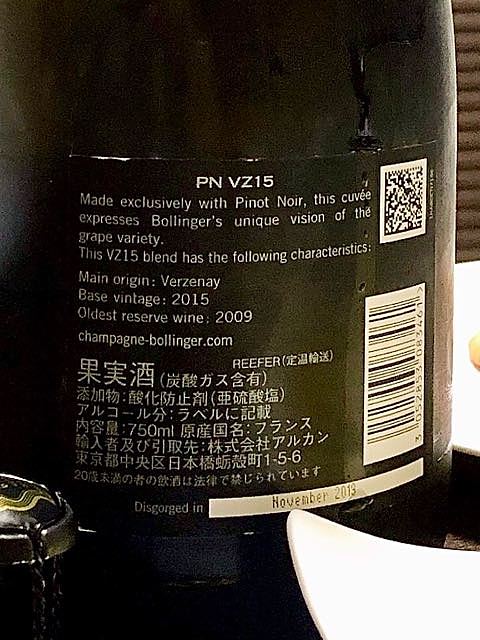 PN VZ15
Made exclusively with Pinot Noir, this cuvée
expresses Bollinger's unique vision of the
grape variety.
This VZ15 blend has the following characteristics:
Main origin: Verzenay
Base vintage: 2015
Oldest reserve wine: 2009
champagne-bollinger.com
REEFER(定温輸送)
果実酒(炭酸ガス含有)
添加物:酸化防止剤(亜硫酸塩)
アルコール分:ラベルに記載
内容量:750ml 原産国名:フランス
輸入者及び引取先:株式会社アルカン
東京都中央区日本橋蛎殻町1-5-6
20歳未満の者の飲酒は法律で禁じられています
Disgorged in November 2019